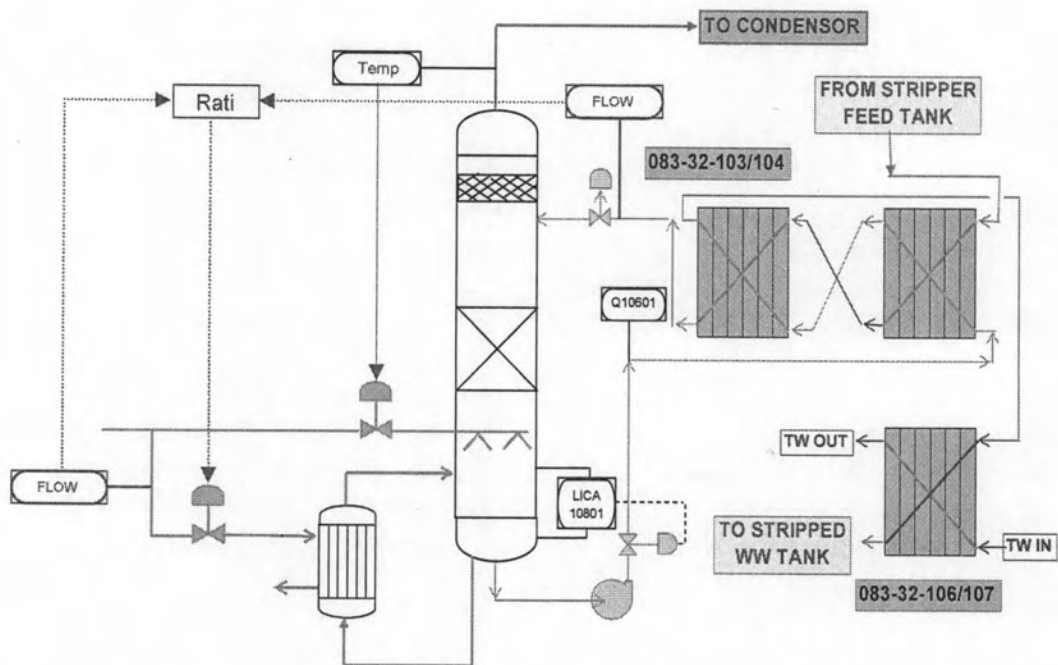 TO CONDENSOR
Temp
Rati
FLOW
FROM STRIPPER
FEED TANK
083-32-103/104
Q10601
TW OUT
FLOW
LICA
10801
TO STRIPPED
WW TANK
TW IN
083-32-106/107